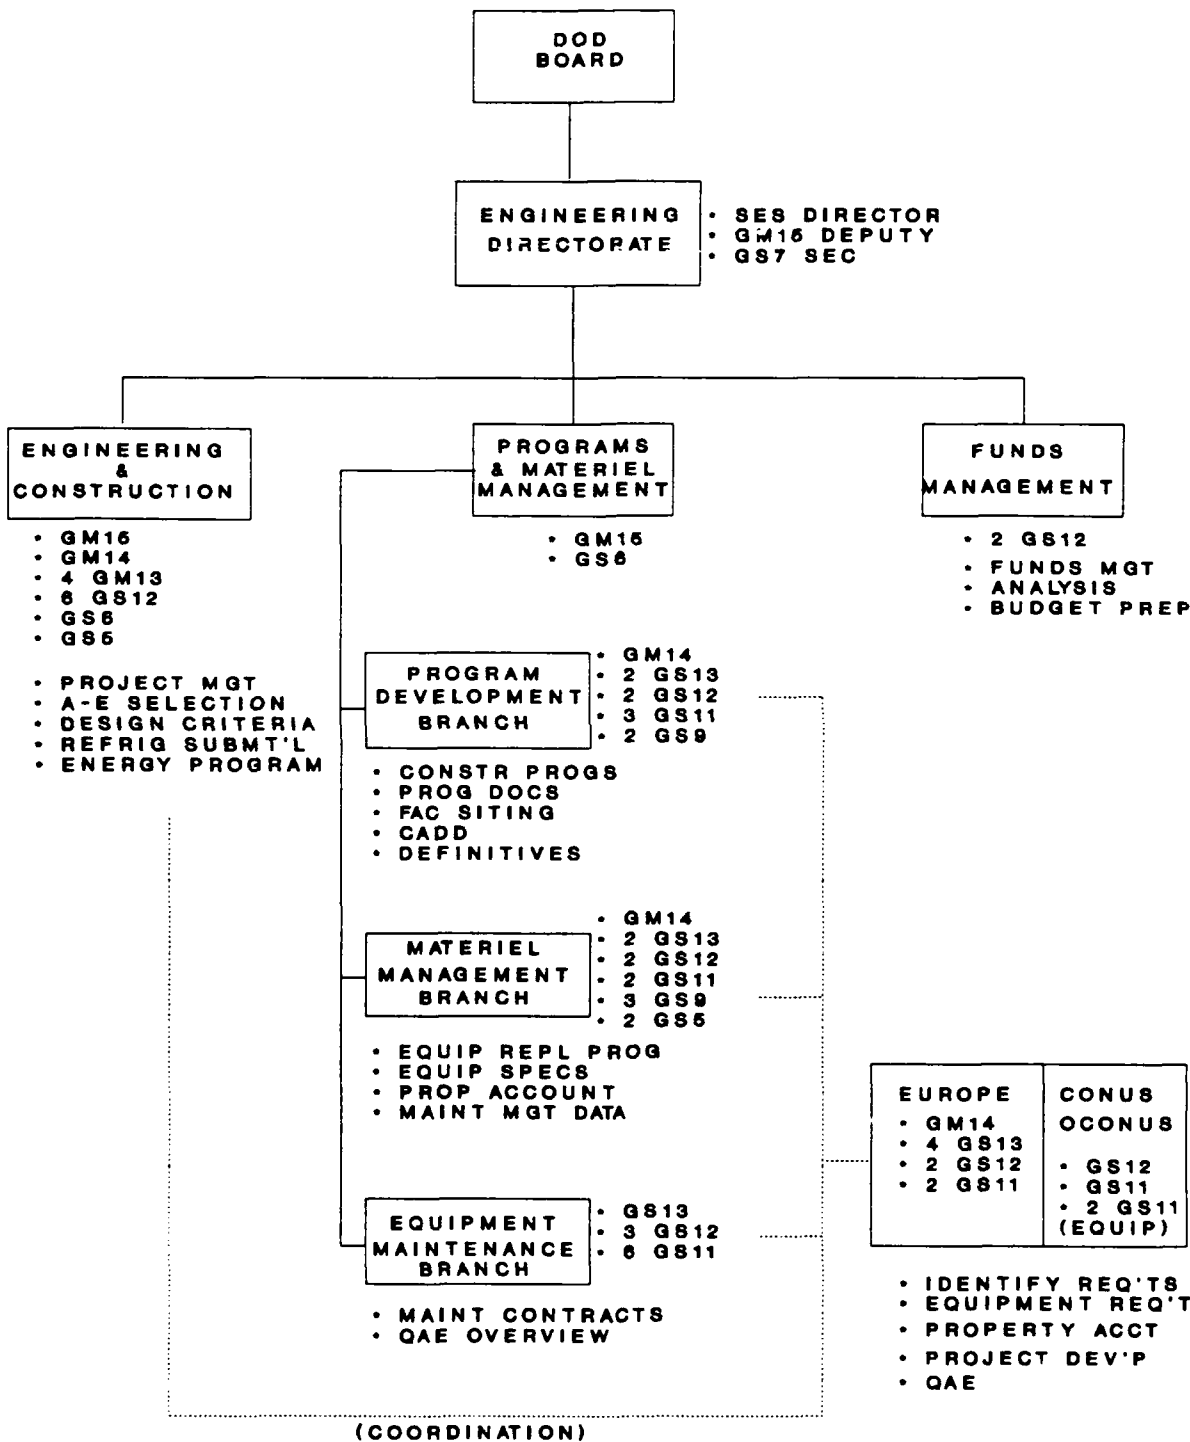 DOD
BOARD
ENGINEERING
DIRECTORATE
• SES DIRECTOR
• GM15 DEPUTY
• GS7 SEC
ENGINEERING
&
CONSTRUCTION
• GM15
• GM14
• 4 GM13
• 6 GS12
• GS6
• GS5
• PROJECT MGT
• A-E SELECTION
• DESIGN CRITERIA
• REFRIG SUBMT'L
• ENERGY PROGRAM
PROGRAMS
& MATERIEL
MANAGEMENT
• GM15
• GS6
FUNDS
MANAGEMENT
• 2 GS12
• FUNDS MGT
• ANALYSIS
• BUDGET PREP
PROGRAM
DEVELOPMENT
BRANCH
• GM14
• 2 GS13
• 2 GS12
• 3 GS11
• 2 GS9
• CONSTR PROGS
• PROG DOCS
• FAC SITING
• CADD
• DEFINITIVES
MATERIEL
MANAGEMENT
BRANCH
• GM14
• 2 GS13
• 2 GS12
• 2 GS11
• 3 GS9
• 2 GS5
• EQUIP REPL PROG
• EQUIP SPECS
• PROP ACCOUNT
• MAINT MGT DATA
EQUIPMENT
MAINTENANCE
BRANCH
• GS13
• 3 GS12
• 6 GS11
• MAINT CONTRACTS
• QAE OVERVIEW
EUROPE
• GM14
• 4 GS13
• 2 GS12
• 2 GS11
CONUS
OCONUS
• GS12
• GS11
• 2 GS11
(EQUIP)
• IDENTIFY REQ'TS
• EQUIPMENT REQ'T
• PROPERTY ACCT
• PROJECT DEV'P
• QAE
(COORDINATION)